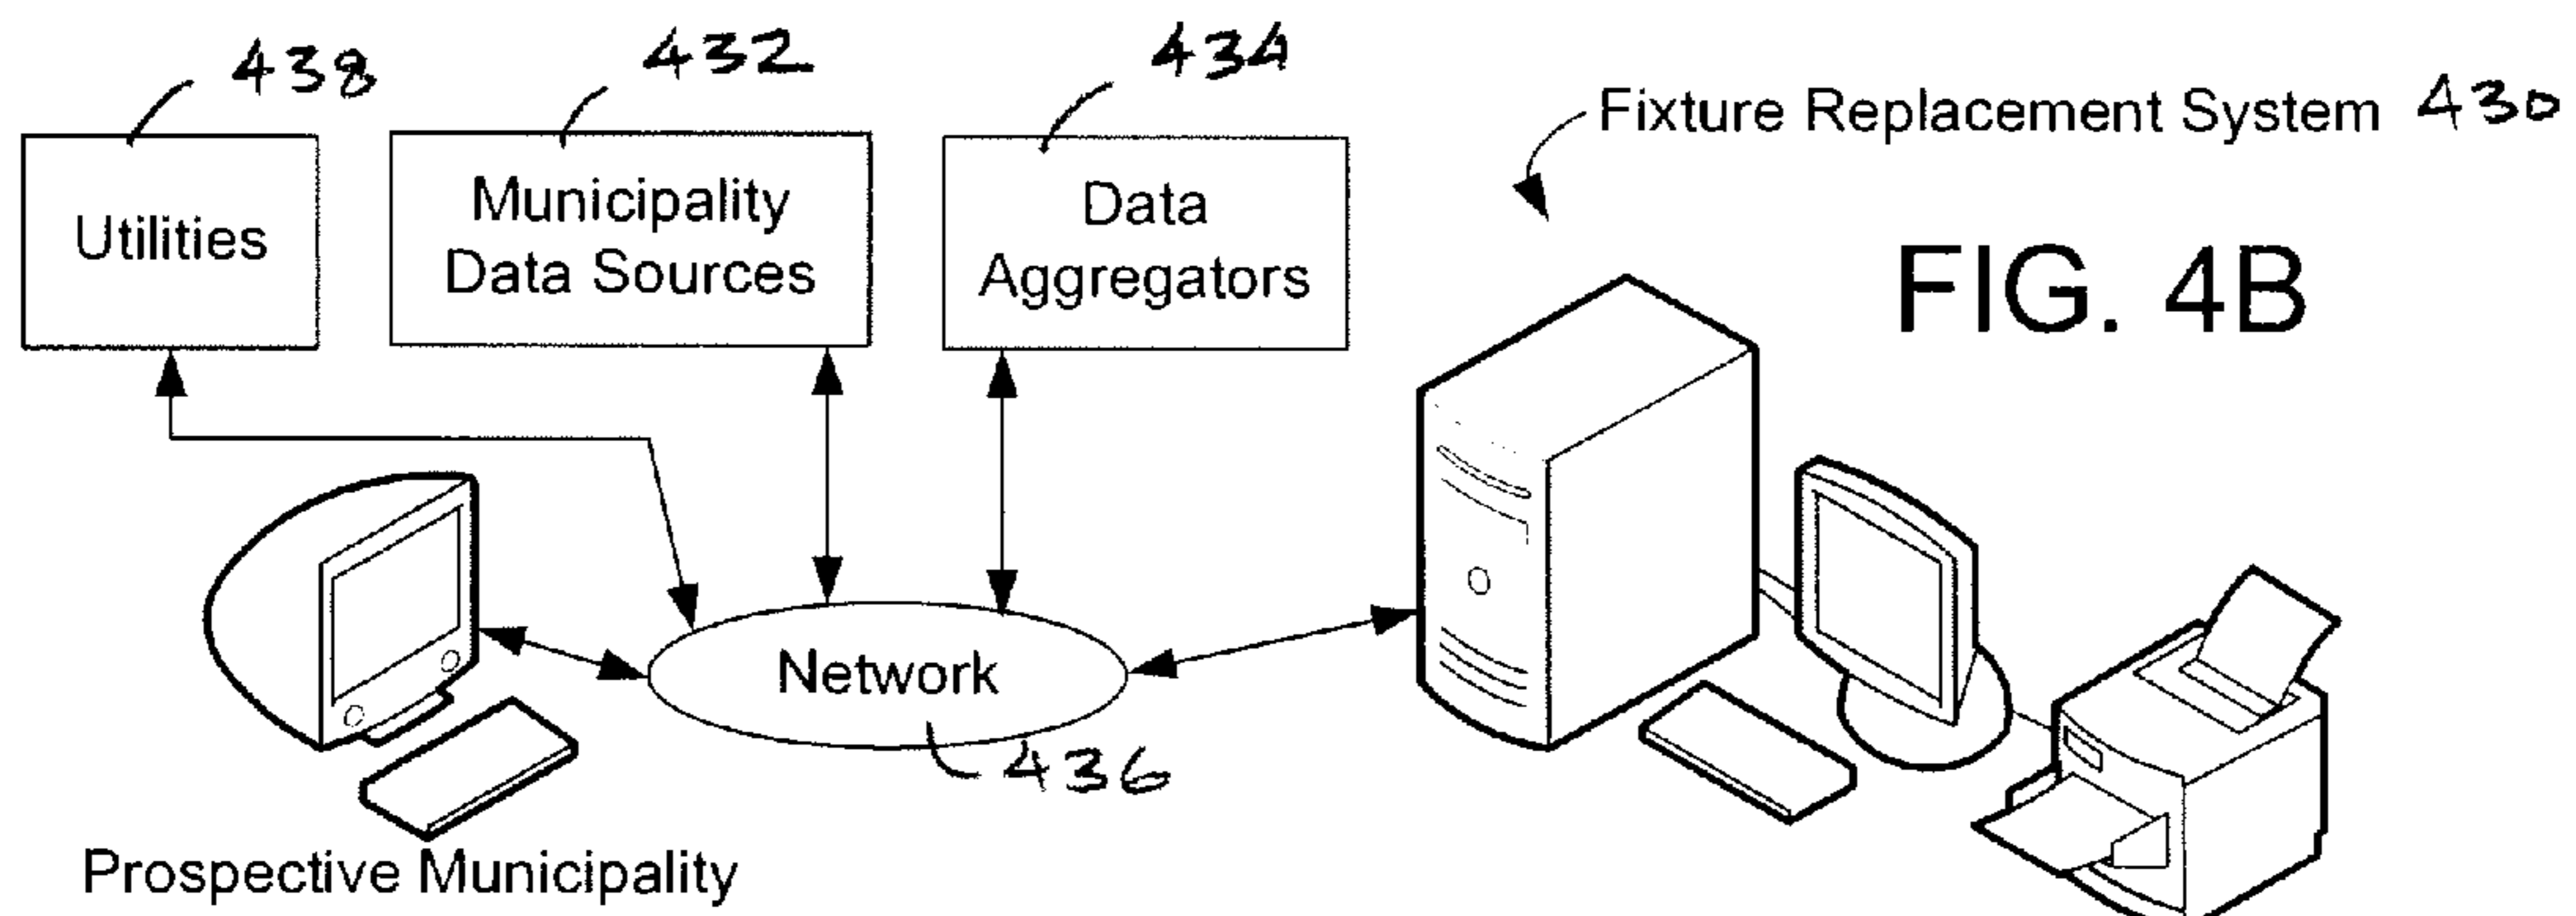 438
432
434
Fixture Replacement System 430
Utilities
Municipality
Data Sources
Data
Aggregators
FIG. 4B
Network
436
Prospective Municipality